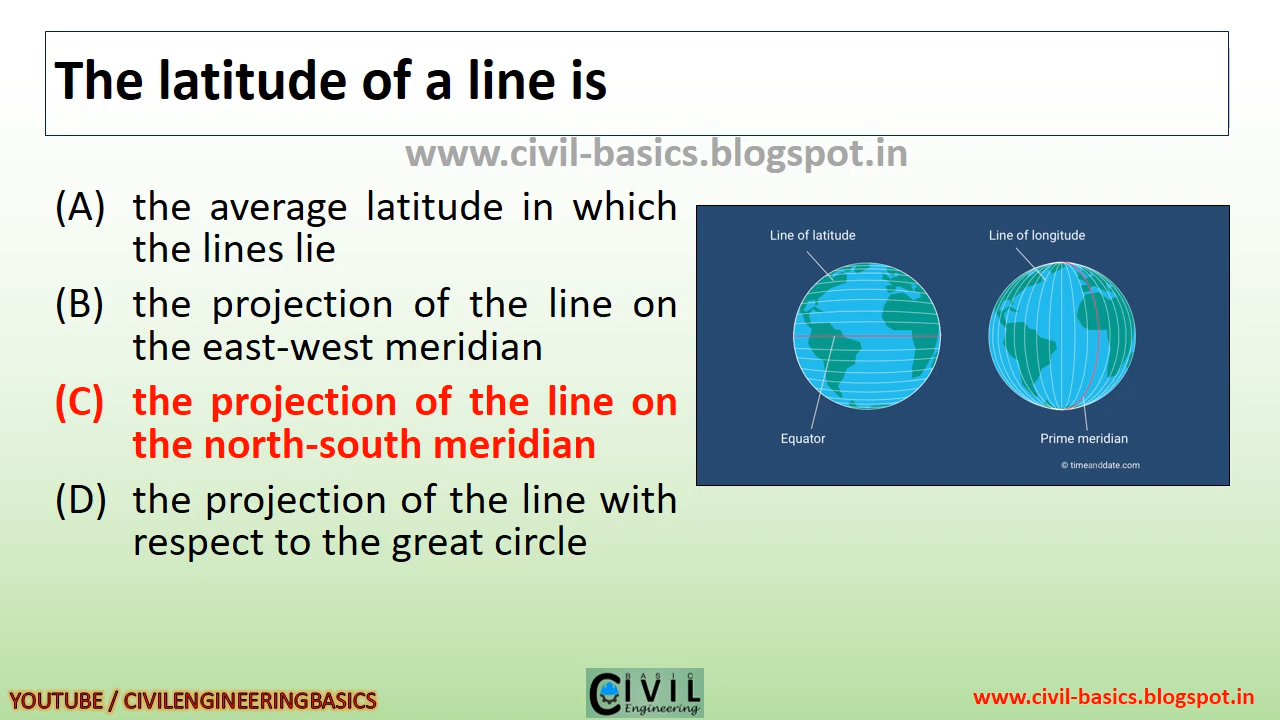 The latitude of a line is
www.civil-basics.blogspot.in
(A) the average latitude in which
the lines lie
(B) the projection of the line on
the east-west meridian
(C) the projection of the line on
the north-south meridian
(D) the projection of the line with
respect to the great circle
Line of latitude
Line of longitude
Equator
Prime meridian
© timeanddate.com
YOUTUBE / CIVILENGINEERINGBASICS
BASIC
CIVIL
Engineering
www.civil-basics.blogspot.in